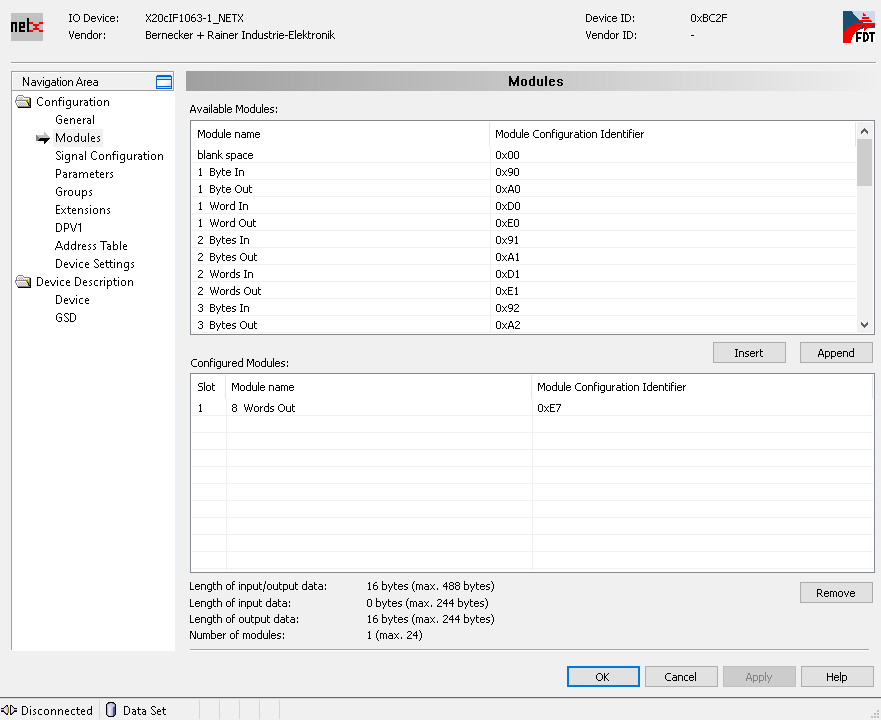 netx IO Device: X20cIF1063-1_NETX Device ID: 0xBC2F FDT
Vendor: Bernecker + Rainer Industrie-Elektronik Vendor ID: -
Navigation Area
Configuration
General
Modules
Signal Configuration
Parameters
Groups
Extensions
DPV1
Address Table
Device Settings
Device Description
Device
GSD
Modules
Available Modules:
Module name Module Configuration Identifier
blank space 0x00
1 Byte In 0x90
1 Byte Out 0xA0
1 Word In 0xD0
1 Word Out 0xE0
2 Bytes In 0x91
2 Bytes Out 0xA1
2 Words In 0xD1
2 Words Out 0xE1
3 Bytes In 0x92
3 Bytes Out 0xA2
Insert Append
Configured Modules:
Slot Module name Module Configuration Identifier
1 8 Words Out 0xE7
Length of input/output data: 16 bytes (max. 488 bytes)
Length of input data: 0 bytes (max. 244 bytes)
Length of output data: 16 bytes (max. 244 bytes)
Number of modules: 1 (max. 24)
Remove
OK Cancel Apply Help
Disconnected Data Set